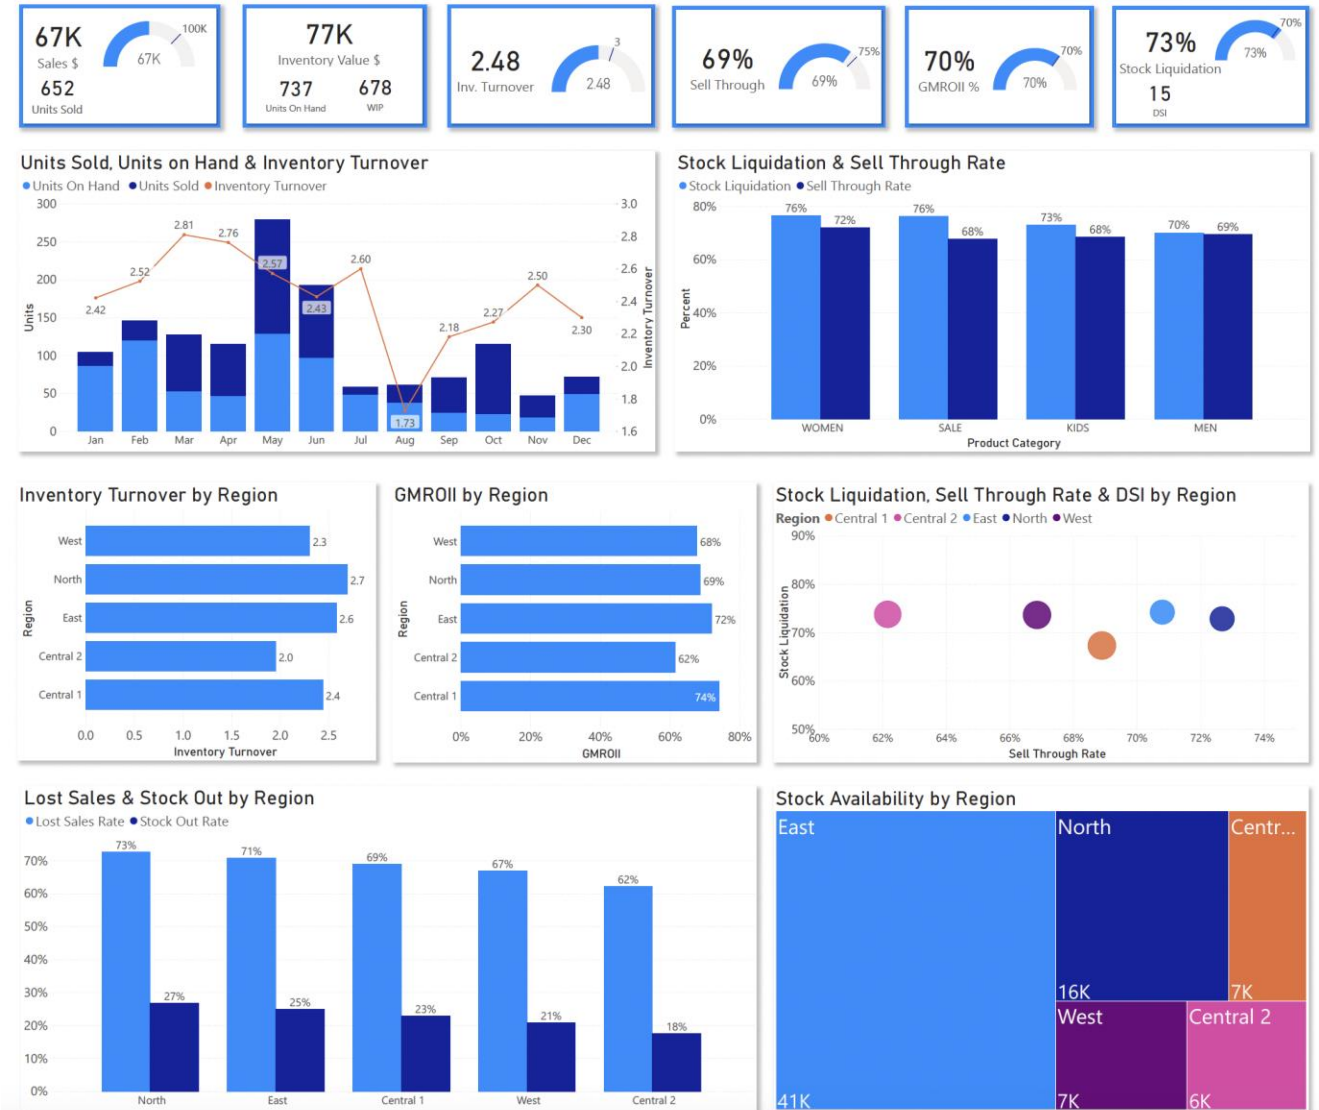 67K
Sales $
652
Units Sold
100K
67K
77K
Inventory Value $
737
Units On Hand
678
WIP
2.48
Inv. Turnover
3
2.48
69%
Sell Through
75%
69%
70%
GMROII %
70%
70%
73%
Stock Liquidation
15
DSI
70%
73%
Units Sold, Units on Hand & Inventory Turnover
Units On Hand Units Sold Inventory Turnover
300
250
200
150
100
50
0
Units
2.42
2.52
2.81
2.76
2.57
2.43
2.60
1.73
2.18
2.27
2.50
2.30
3.0
2.8
2.6
2.4
2.2
2.0
1.8
1.6
Inventory Turnover
Jan Feb Mar Apr May Jun Jul Aug Sep Oct Nov Dec
Stock Liquidation & Sell Through Rate
Stock Liquidation Sell Through Rate
80%
60%
40%
20%
0%
Percent
76% 72% 76% 68% 73% 68% 70% 69%
WOMEN SALE KIDS MEN
Product Category
Inventory Turnover by Region
Region
West 2.3
North 2.7
East 2.6
Central 2 2.0
Central 1 2.4
0.0 0.5 1.0 1.5 2.0 2.5
Inventory Turnover
GMROII by Region
Region
West 68%
North 69%
East 72%
Central 2 62%
Central 1 74%
0% 20% 40% 60% 80%
GMROII
Stock Liquidation, Sell Through Rate & DSI by Region
Region Central 1 Central 2 East North West
90%
80%
70%
60%
50%
Stock Liquidation
60% 62% 64% 66% 68% 70% 72% 74%
Sell Through Rate
Lost Sales & Stock Out by Region
Lost Sales Rate Stock Out Rate
70%
60%
50%
40%
30%
20%
10%
0%
73% 27% 71% 25% 69% 23% 67% 21% 62% 18%
North East Central 1 West Central 2
Stock Availability by Region
East
41K
North
16K
Centr...
7K
West
7K
Central 2
6K